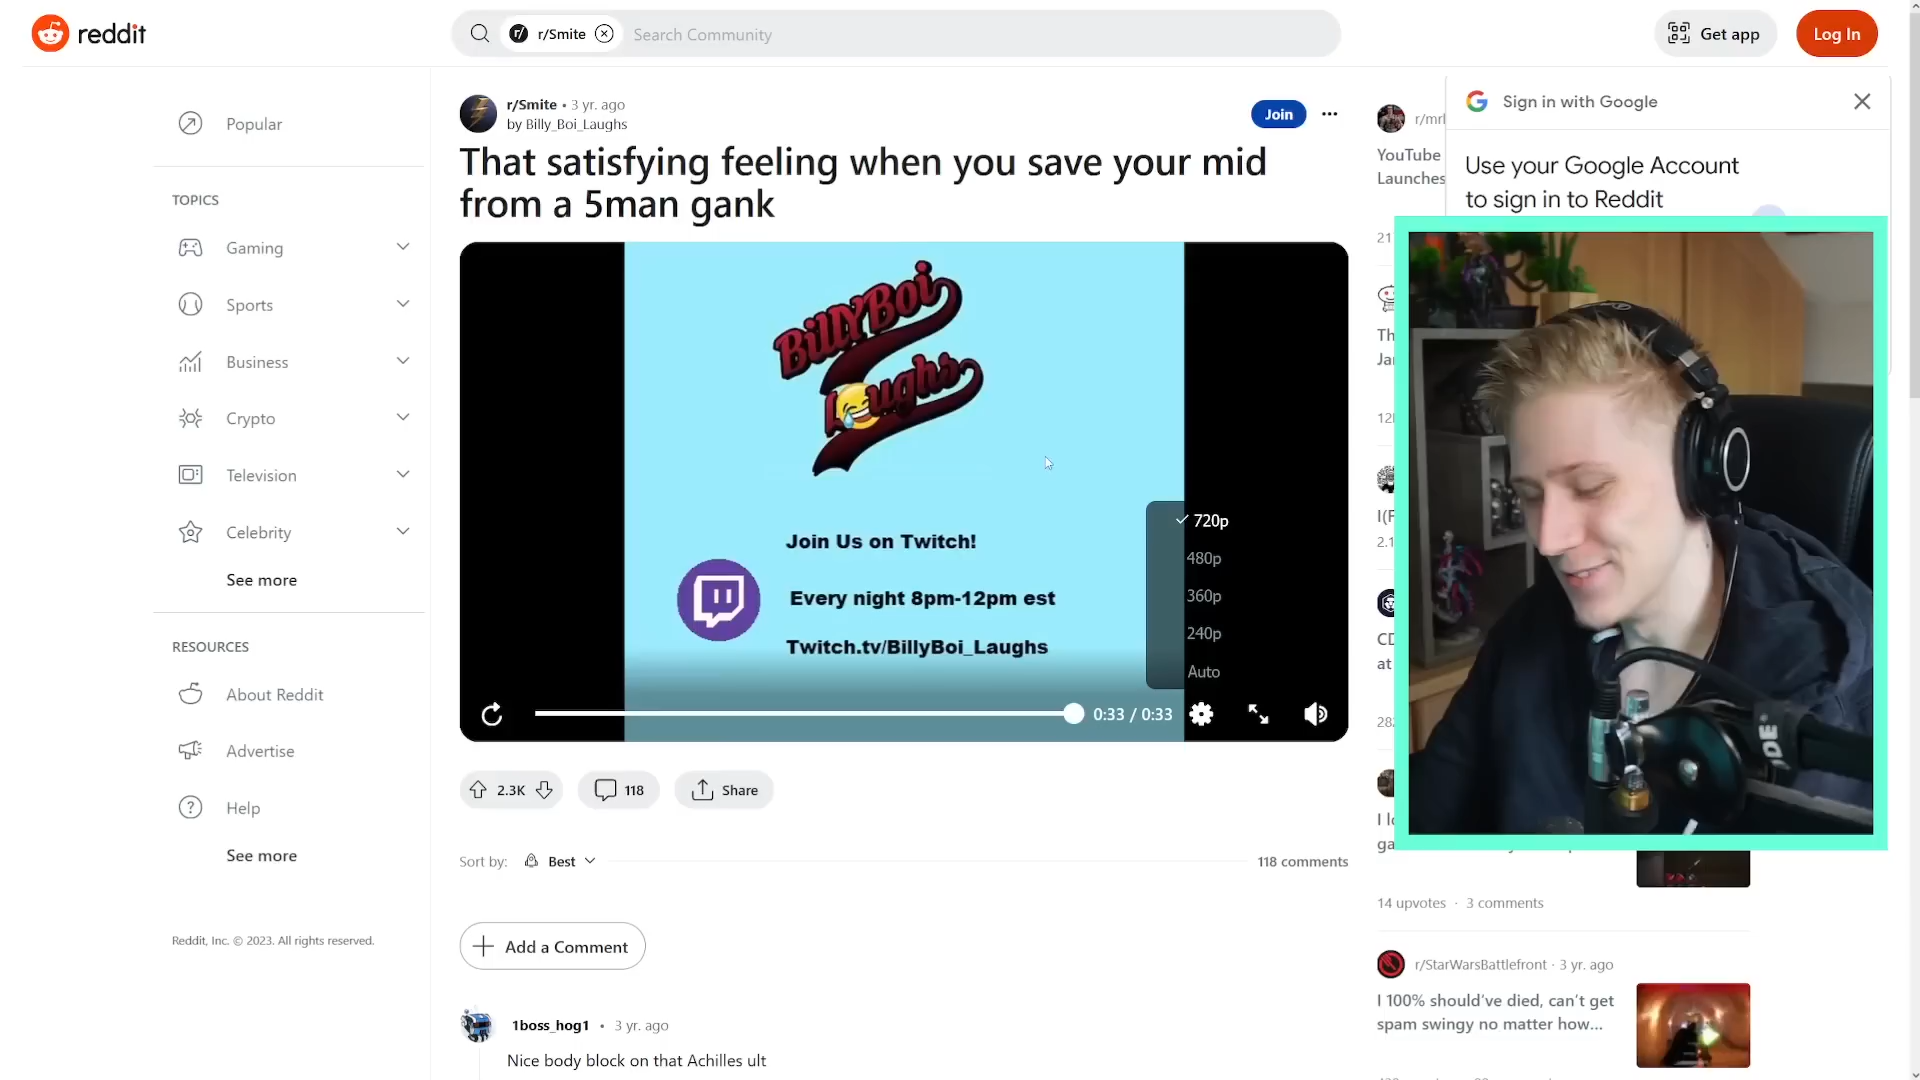 reddit
r/Smite
Search Community
Get app
Log In
Popular
TOPICS
Gaming
Sports
Business
Crypto
Television
Celebrity
See more
RESOURCES
About Reddit
Advertise
Help
See more
Reddit, Inc. © 2023. All rights reserved.
r/Smite • 3 yr. ago
by Billy_Boi_Laughs
Join
That satisfying feeling when you save your mid
from a 5man gank
BillyBoi
Laughs
Join Us on Twitch!
Every night 8pm-12pm est
Twitch.tv/BillyBoi_Laughs
720p
480p
360p
240p
Auto
0:33 / 0:33
2.3K
118
Share
Sort by:
Best
118 comments
Add a Comment
1boss_hog1 • 3 yr. ago
Nice body block on that Achilles ult
Sign in with Google
Use your Google Account
to sign in to Reddit
YouTube
Launches
21
14 upvotes · 3 comments
r/StarWarsBattlefront · 3 yr. ago
I 100% should've died, can't get
spam swingy no matter how...